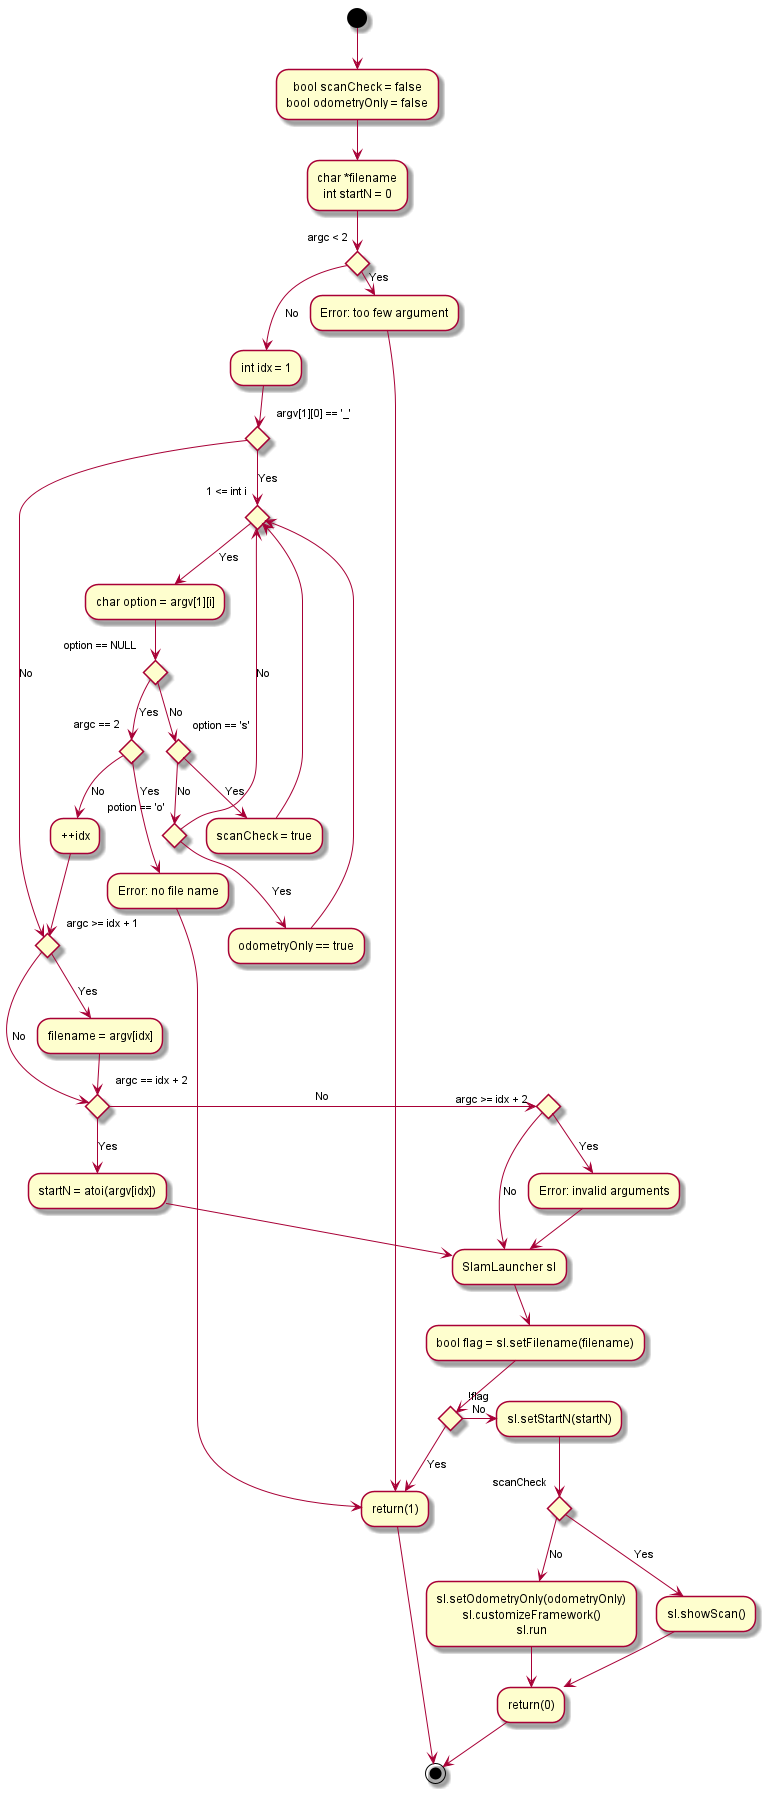 bool scanCheck = false
bool odometryOnly = false
char *filename
int startN = 0
argc < 2
Yes
Error: too few argument
No
int idx = 1
argv[1][0] == '_'
Yes
1 <= int i
Yes
char option = argv[1][i]
option == NULL
No
No
Yes
No
argc == 2
option == 's'
No
Yes
No
Yes
potion == 'o'
++idx
scanCheck = true
Error: no file name
Yes
odometryOnly == true
argc >= idx + 1
Yes
filename = argv[idx]
No
argc == idx + 2
No
argc >= idx + 2
Yes
Yes
startN = atoi(argv[idx])
No
Error: invalid arguments
SlamLauncher sl
bool flag = sl.setFilename(filename)
!flag
No
sl.setStartN(startN)
Yes
scanCheck
return(1)
No
Yes
sl.setOdometryOnly(odometryOnly)
sl.customizeFramework()
sl.run
sl.showScan()
return(0)